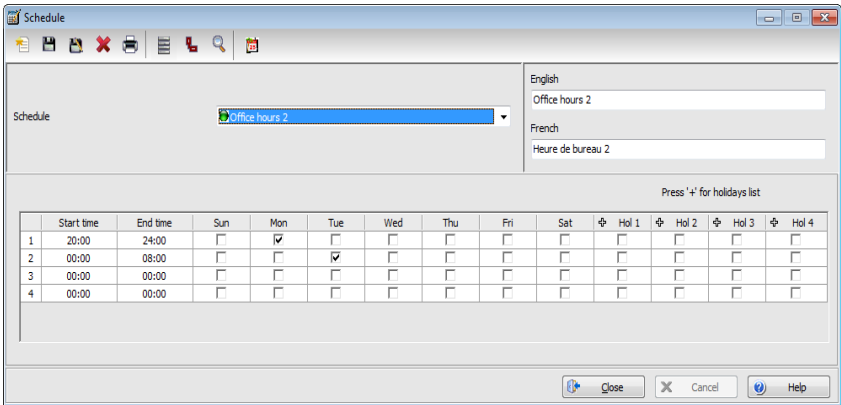 Schedule
English
Office hours 2
Schedule Office hours 2
French
Heure de bureau 2
Press '+' for holidays list
Start time End time Sun Mon Tue Wed Thu Fri Sat Hol 1 Hol 2 Hol 3 Hol 4
1 20:00 24:00
2 00:00 08:00
3 00:00 00:00
4 00:00 00:00
Close Cancel Help